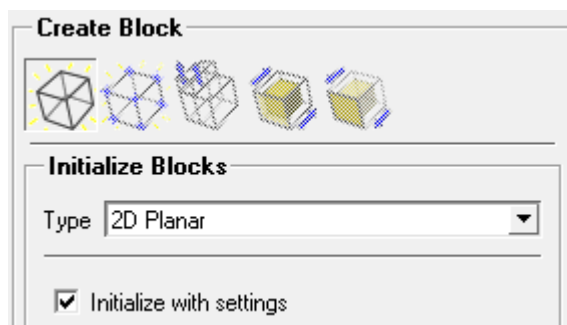 Create Block
Initialize Blocks
Type 2D Planar
Initialize with settings